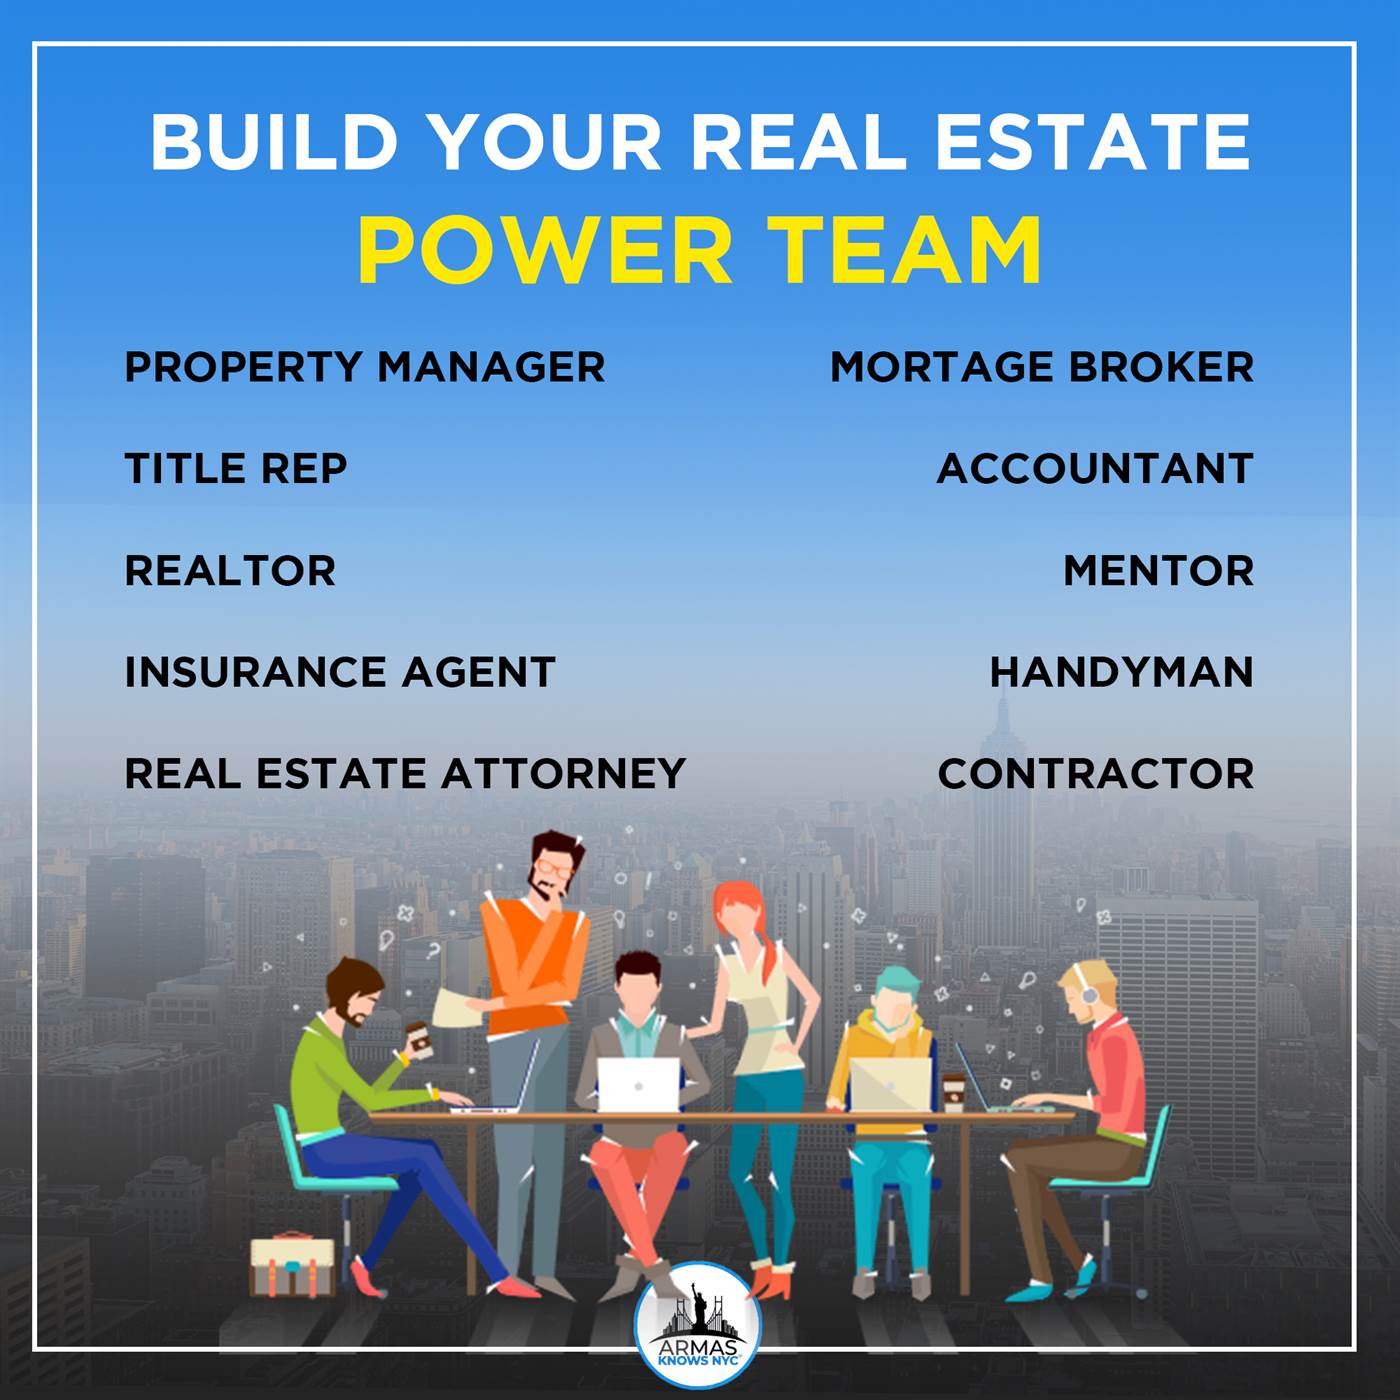 BUILD YOUR REAL ESTATE
POWER TEAM
PROPERTY MANAGER
TITLE REP
REALTOR
INSURANCE AGENT
REAL ESTATE ATTORNEY
MORTAGE BROKER
ACCOUNTANT
MENTOR
HANDYMAN
CONTRACTOR
ARMAS
KNOWS NYC